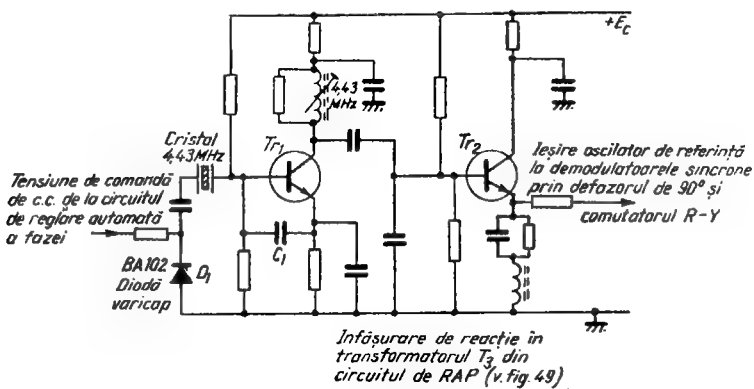 +Ec
4,43
MHz
Cristal
4,43MHz
Tr1
Tr2
Tensiune de comandă
de c.c. de la circuitul
de reglare automată
a fazei
Ieșire oscilator de referință
la demodulatoarele sincrone
prin defazorul de 90° și
comutatorul R-Y
C1
BA102
Diodă
varicap
D1
Înfășurare de reacție în
transformatorul T3 din
circuitul de RAP (v. fig. 49)